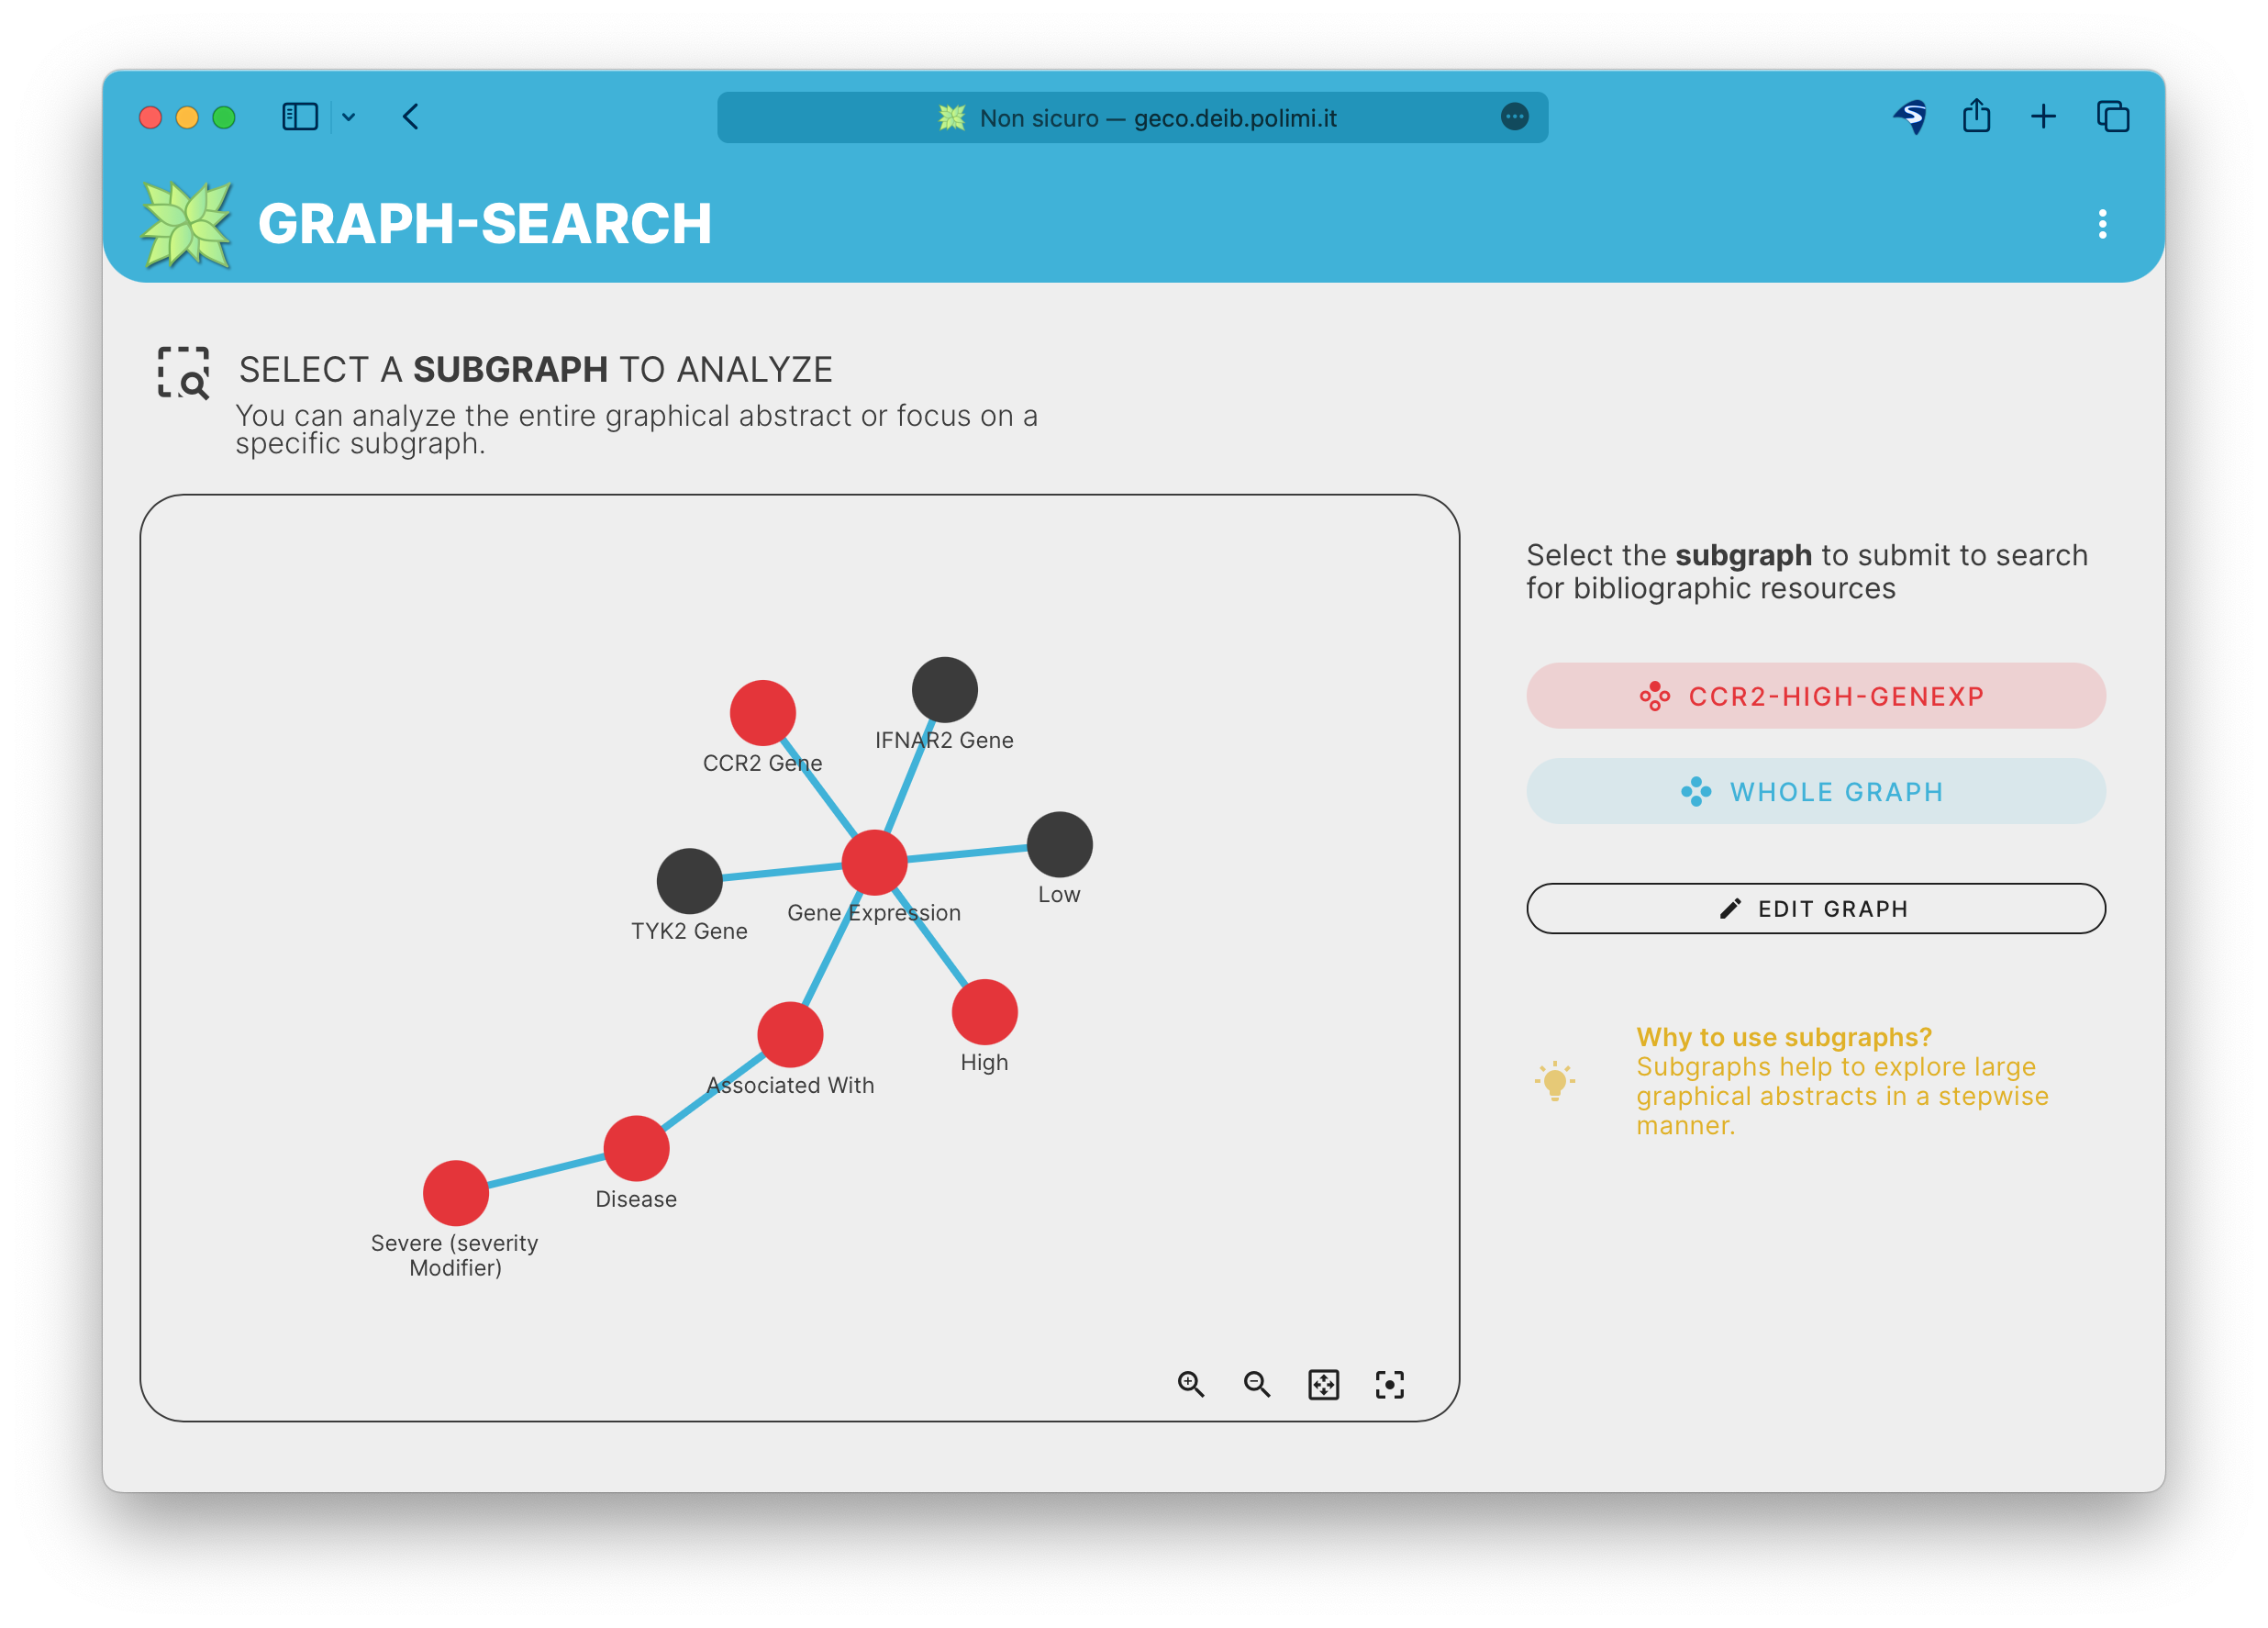 Non sicuro — geco.deib.polimi.it
GRAPH-SEARCH
SELECT A SUBGRAPH TO ANALYZE
You can analyze the entire graphical abstract or focus on a
specific subgraph.
CCR2 Gene
IFNAR2 Gene
Low
TYK2 Gene
Gene Expression
High
Associated With
Disease
Severe (severity
Modifier)
Select the subgraph to submit to search
for bibliographic resources
CCR2-HIGH-GENEXP
WHOLE GRAPH
EDIT GRAPH
Why to use subgraphs?
Subgraphs help to explore large
graphical abstracts in a stepwise
manner.